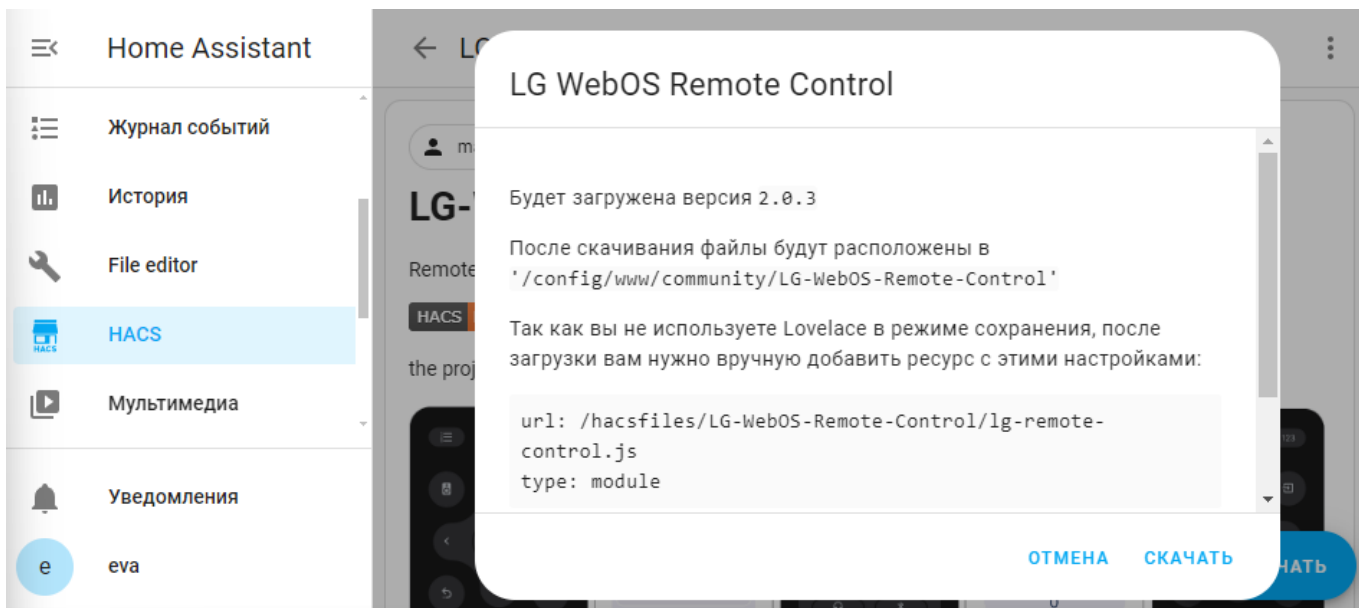 Home Assistant
Журнал событий
История
File editor
HACS
HACS
Мультимедиа
Уведомления
e
eva
LG-
Remote
HACS
the proj
LG WebOS Remote Control
Будет загружена версия 2.0.3
После скачивания файлы будут расположены в
'/config/www/community/LG-WebOS-Remote-Control'
Так как вы не используете Lovelace в режиме сохранения, после
загрузки вам нужно вручную добавить ресурс с этими настройками:
url: /hacsfiles/LG-WebOS-Remote-Control/lg-remote-
control.js
type: module
ОТМЕНА СКАЧАТЬ
123